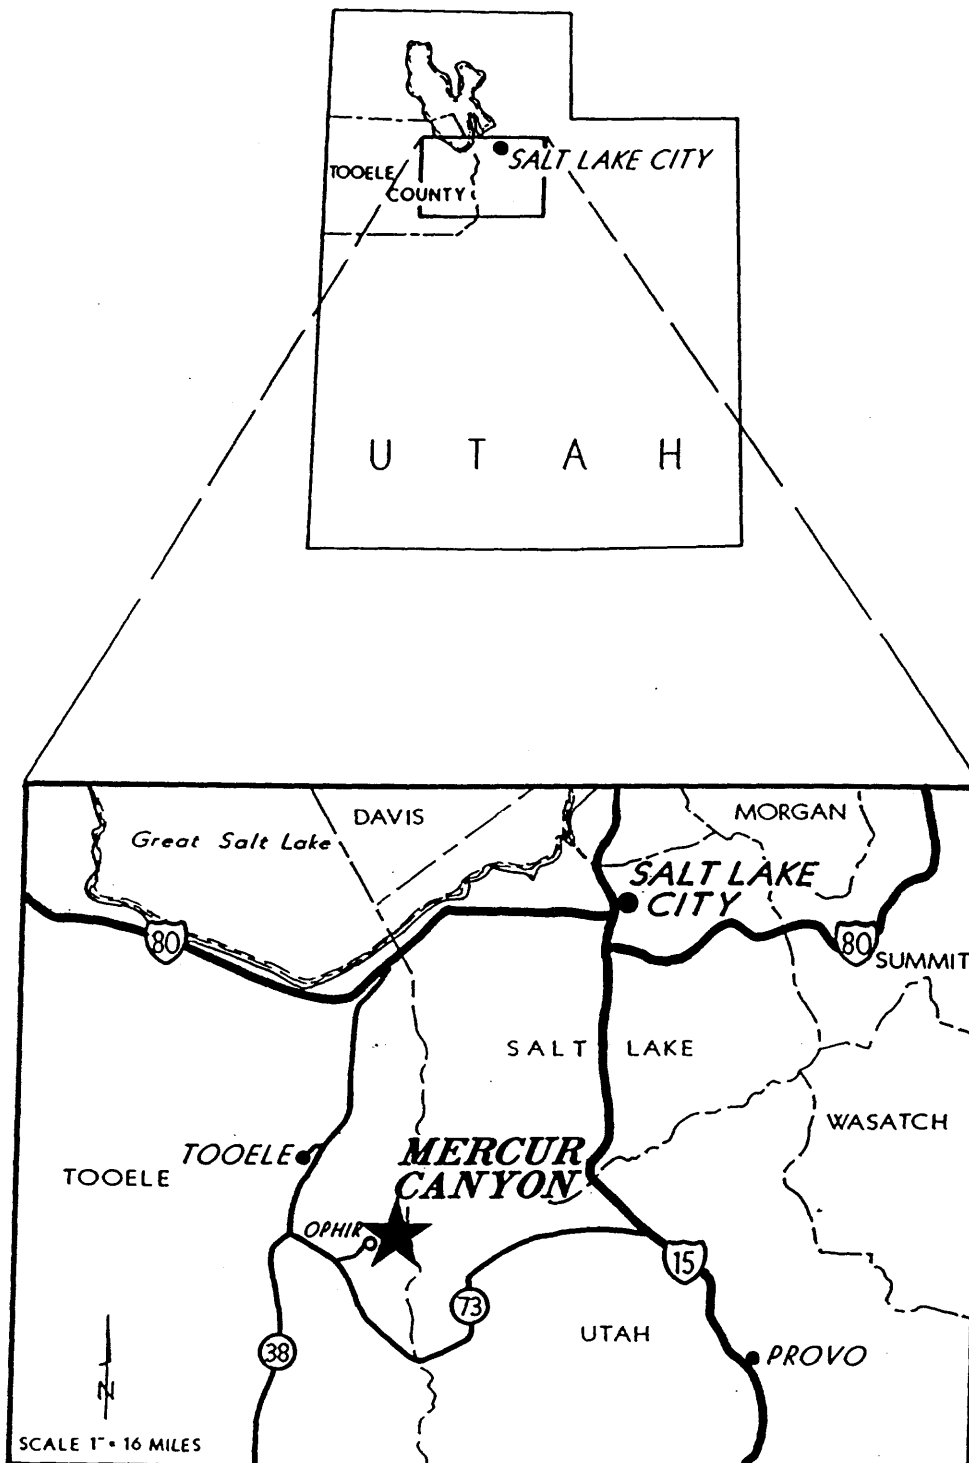 SALT LAKE CITY
TOOELE
COUNTY
U T A H
DAVIS
MORGAN
Great Salt Lake
SALT LAKE
CITY
80
80
SUMMIT
SALT LAKE
WASATCH
MERCUR
CANYON
TOOELE
TOOELE
OPHIR
15
73
UTAH
38
PROVO
N
SCALE 1" = 16 MILES